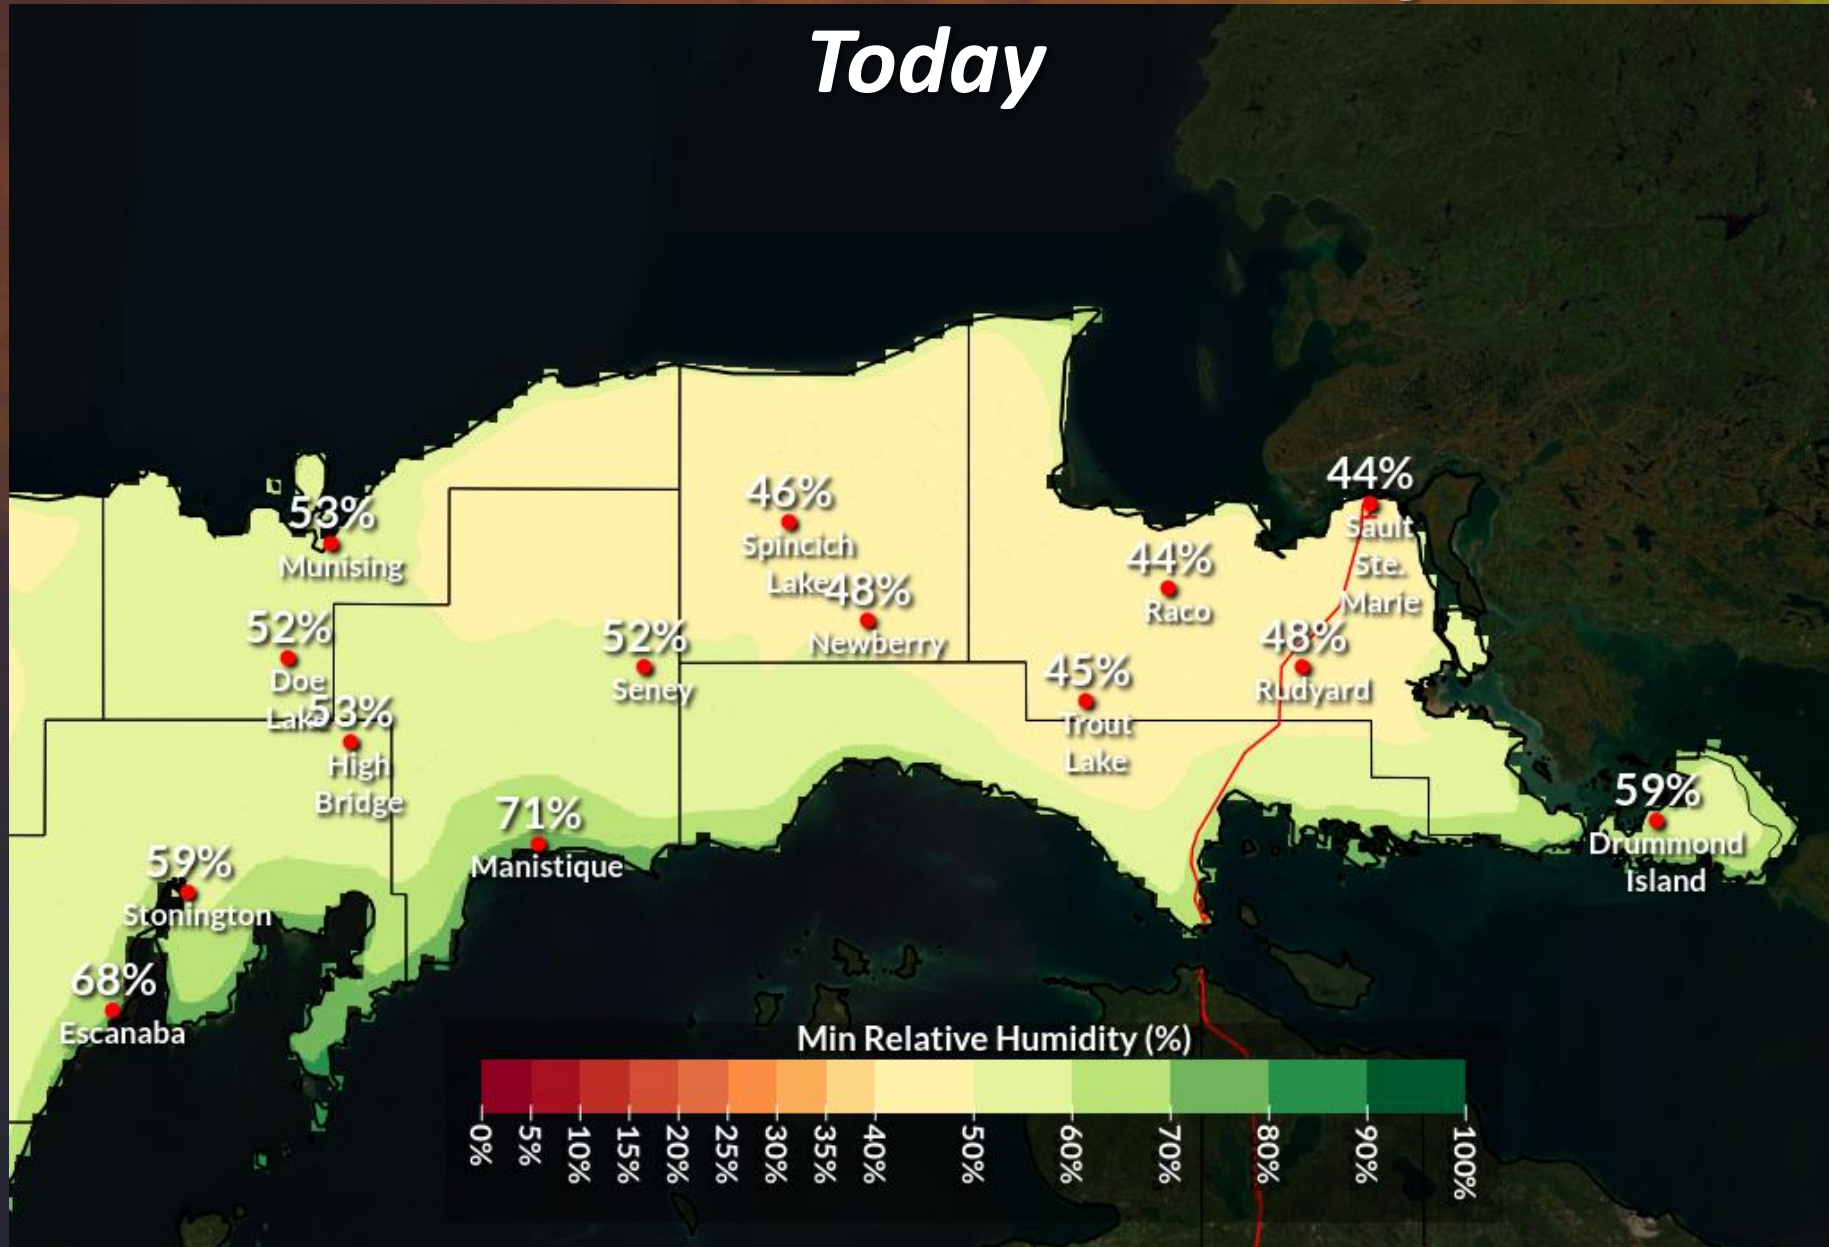 Today
44%
Sault
Ste.
Marie
46%
Spincich
Lake
53%
Munising
44%
Raco
48%
Newberry
52%
Doe
Lake
52%
Seney
48%
Rudyard
45%
Trout
Lake
53%
High
Bridge
59%
Drummond
Island
71%
Manistique
59%
Stonington
68%
Escanaba
Min Relative Humidity (%)
0% 5% 10% 15% 20% 25% 30% 35% 40% 50% 60% 70% 80% 90% 100%